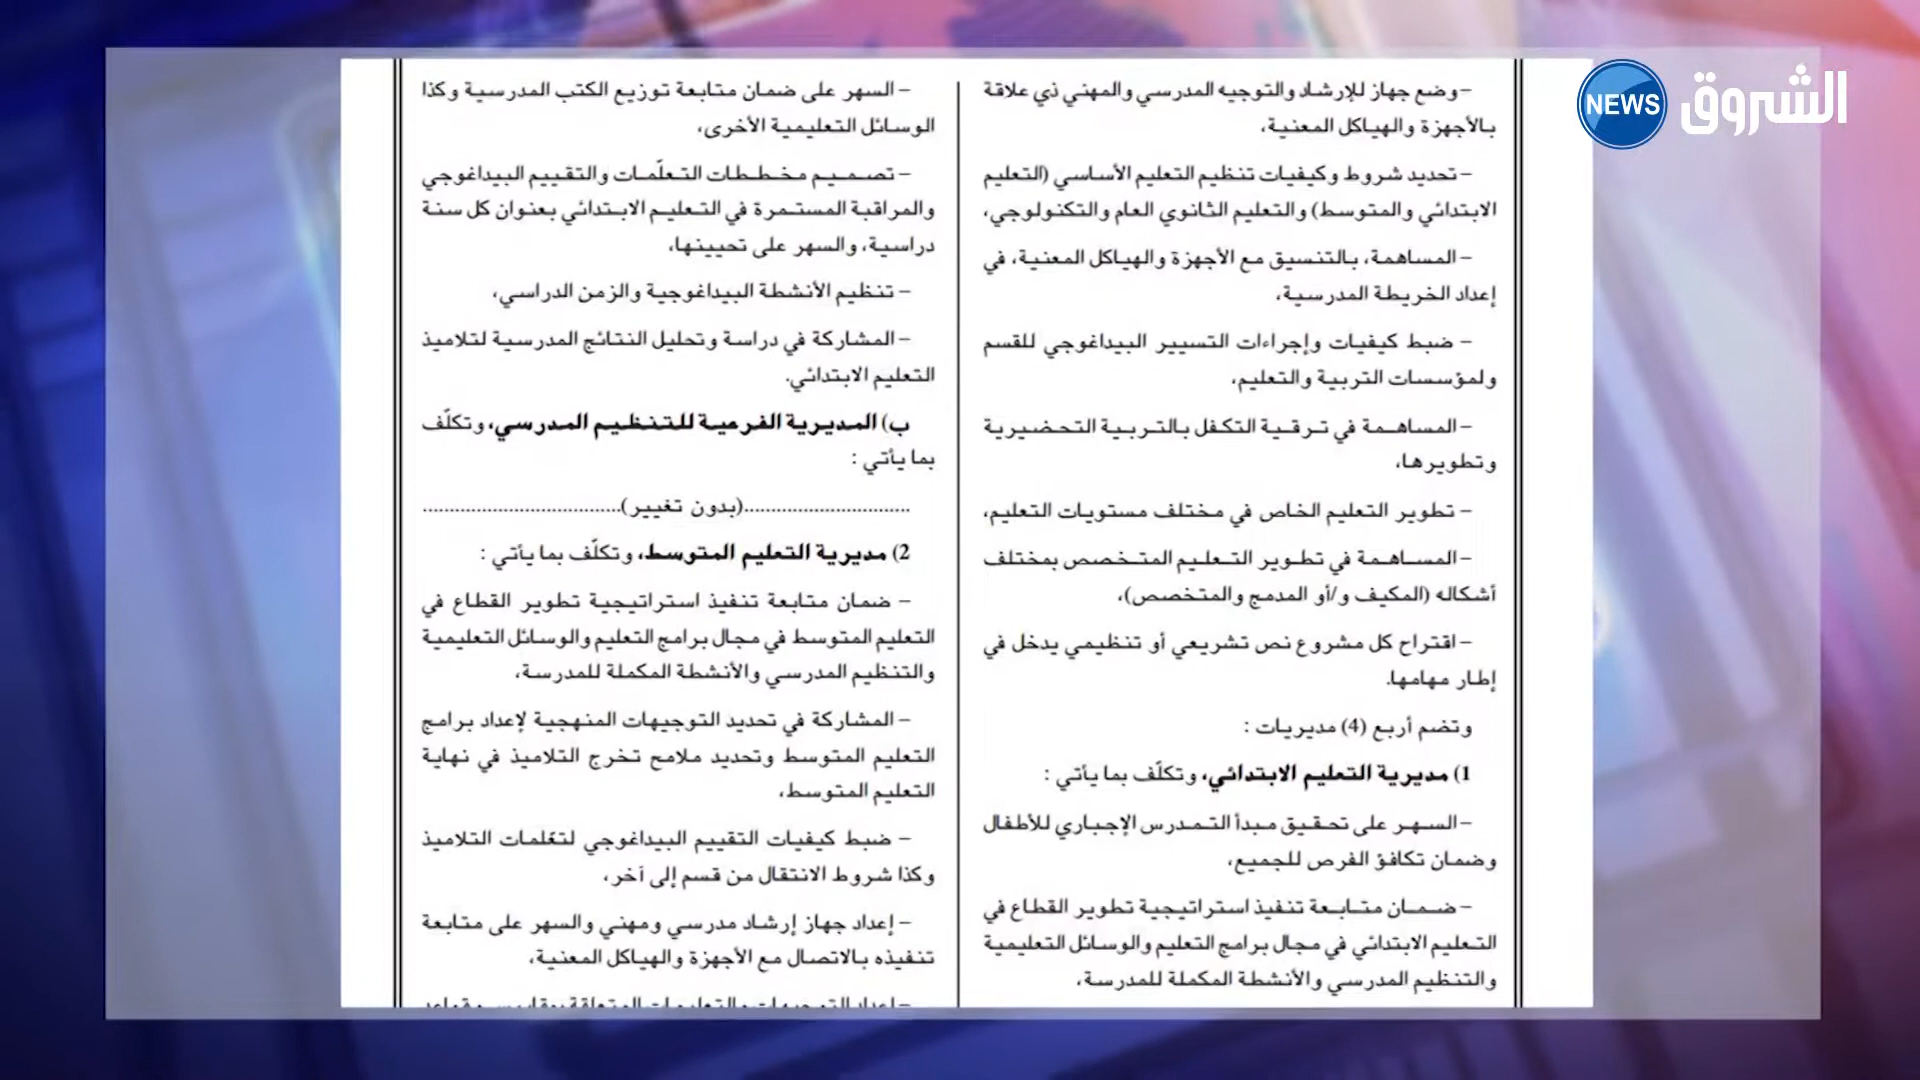 الشروق NEWS
– وضع جهاز للإرشاد والتوجيه المدرسي والمهني ذي علاقة
بالأجهزة والهياكل المعنية،
– تحديد شروط وكيفيات تنظيم التعليم الأساسي (التعليم
الابتدائي والمتوسط) والتعليم الثانوي العام والتكنولوجي،
– المساهمة، بالتنسيق مع الأجهزة والهياكل المعنية، في
إعداد الخريطة المدرسية،
– ضبط كيفيات وإجراءات التسيير البيداغوجي للقسم
ولمؤسسات التربية والتعليم،
– المساهمة في ترقية التكفل بالتربية التحضيرية
وتطويرها،
– تطوير التعليم الخاص في مختلف مستويات التعليم،
– المساهمة في تطوير التعليم المتخصص بمختلف
أشكاله (المكيف و/أو المدمج والمتخصص)،
– اقتراح كل مشروع نص تشريعي أو تنظيمي يدخل في
إطار مهامها.
وتضم أربع (4) مديريات :
1) مديرية التعليم الابتدائي، وتكلّف بما يأتي :
– السهر على تحقيق مبدأ التمدرس الإجباري للأطفال
وضمان تكافؤ الفرص للجميع،
– ضمان متابعة تنفيذ استراتيجية تطوير القطاع في
التعليم الابتدائي في مجال برامج التعليم والوسائل التعليمية
والتنظيم المدرسي والأنشطة المكملة للمدرسة،
– السهر على ضمان متابعة توزيع الكتب المدرسية وكذا
الوسائل التعليمية الأخرى،
– تصميم مخططات التعلّمات والتقييم البيداغوجي
والمراقبة المستمرة في التعليم الابتدائي بعنوان كل سنة
دراسية، والسهر على تحيينها،
– تنظيم الأنشطة البيداغوجية والزمن الدراسي،
– المشاركة في دراسة وتحليل النتائج المدرسية لتلاميذ
التعليم الابتدائي.
ب) المديرية الفرعية للتنظيم المدرسي، وتكلّف
بما يأتي :
...............................(بدون تغيير)....................................
2) مديرية التعليم المتوسط، وتكلّف بما يأتي :
– ضمان متابعة تنفيذ استراتيجية تطوير القطاع في
التعليم المتوسط في مجال برامج التعليم والوسائل التعليمية
والتنظيم المدرسي والأنشطة المكملة للمدرسة،
– المشاركة في تحديد التوجيهات المنهجية لإعداد برامج
التعليم المتوسط وتحديد ملامح تخرج التلاميذ في نهاية
التعليم المتوسط،
– ضبط كيفيات التقييم البيداغوجي لتعّلمات التلاميذ
وكذا شروط الانتقال من قسم إلى آخر،
– إعداد جهاز إرشاد مدرسي ومهني والسهر على متابعة
تنفيذه بالاتصال مع الأجهزة والهياكل المعنية،
– إعداد التوجيهات والتعليمات المتعلقة